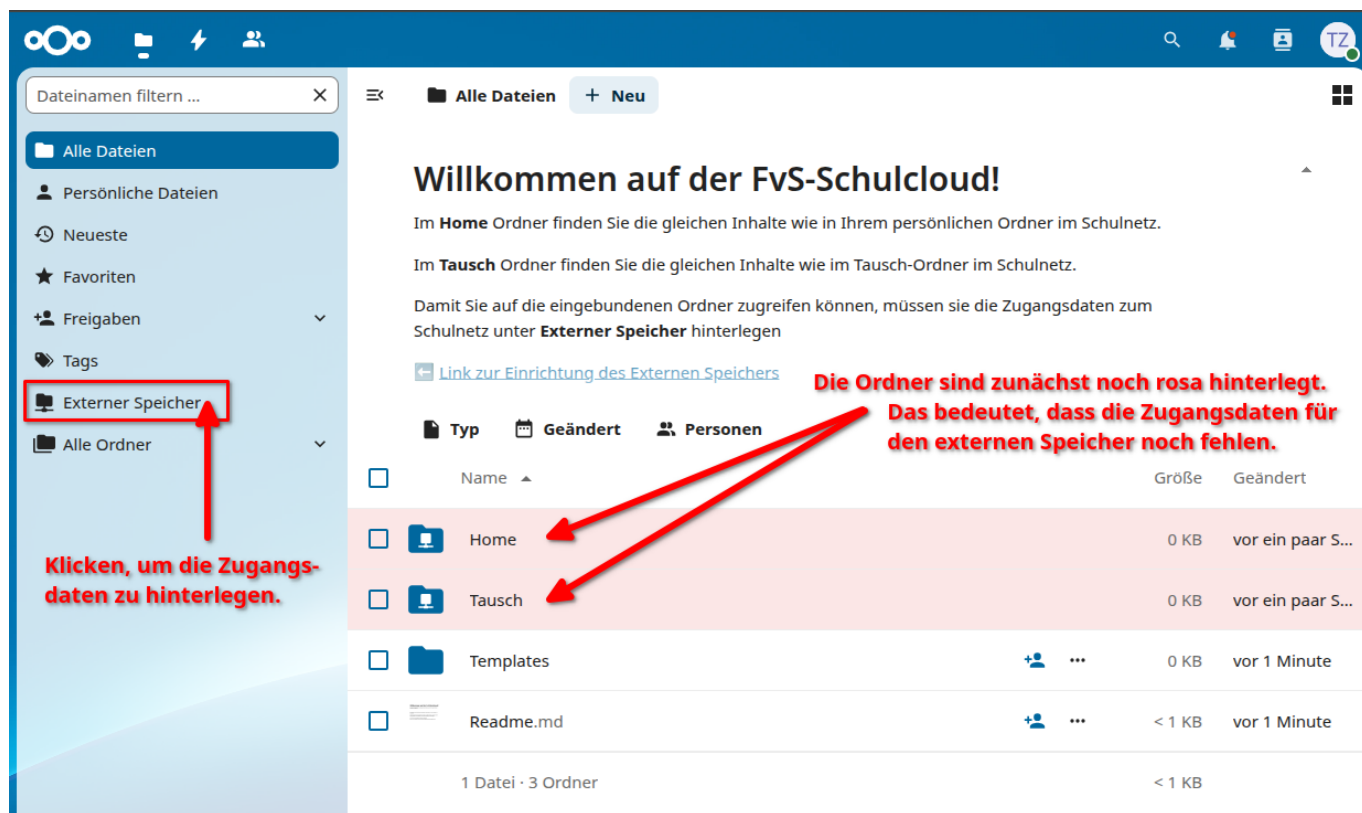 TZ
Dateinamen filtern ...
Alle Dateien
+ Neu
Alle Dateien
Persönliche Dateien
Neueste
Favoriten
Freigaben
Tags
Externer Speicher
Alle Ordner
Klicken, um die Zugangs-
daten zu hinterlegen.
Willkommen auf der FvS-Schulcloud!
Im Home Ordner finden Sie die gleichen Inhalte wie in Ihrem persönlichen Ordner im Schulnetz.
Im Tausch Ordner finden Sie die gleichen Inhalte wie im Tausch-Ordner im Schulnetz.
Damit Sie auf die eingebundenen Ordner zugreifen können, müssen sie die Zugangsdaten zum
Schulnetz unter Externer Speicher hinterlegen
Link zur Einrichtung des Externen Speichers
Die Ordner sind zunächst noch rosa hinterlegt.
Das bedeutet, dass die Zugangsdaten für
den externen Speicher noch fehlen.
Typ Geändert Personen
Name Größe Geändert
Home 0 KB vor ein paar S...
Tausch 0 KB vor ein paar S...
Templates 0 KB vor 1 Minute
Readme.md < 1 KB vor 1 Minute
1 Datei · 3 Ordner < 1 KB